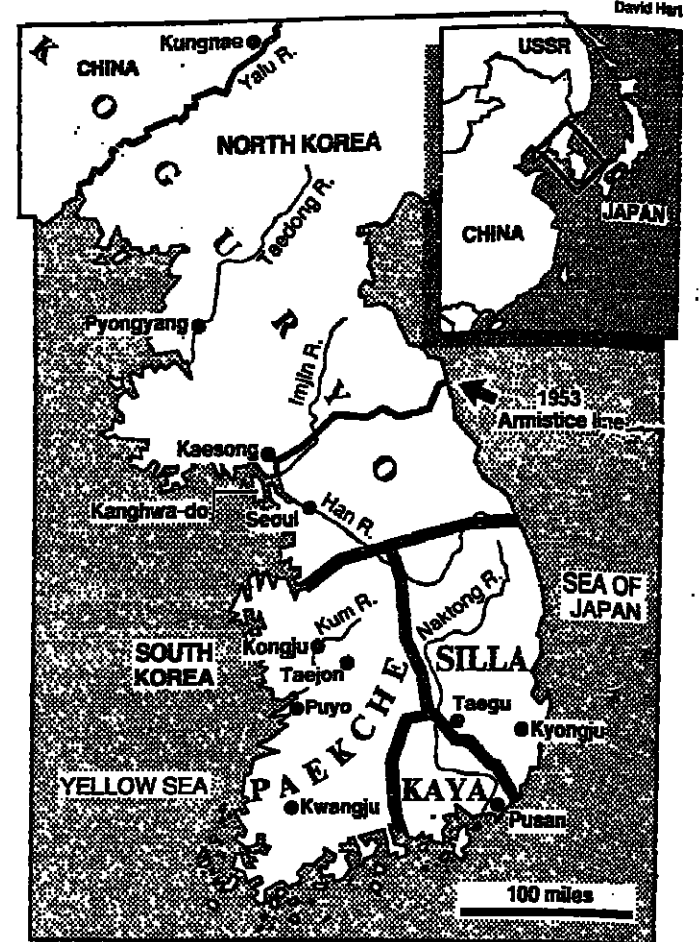 David Hart
Kungnae
CHINA
Yalu R.
USSR
JAPAN
CHINA
KOGURYO
NORTH KOREA
Taedong R.
Pyongyang
Imjin R.
1953
Armistice line
Kaesong
Kanghwa-do
Seoul
Han R.
SEA OF
JAPAN
Naktong R.
Kum R.
SOUTH
KOREA
Kongju
Taejon
SILLA
Puyo
Taegu
Kyongju
PAEKCHE
YELLOW SEA
KAYA
Kwangju
Pusan
100 miles